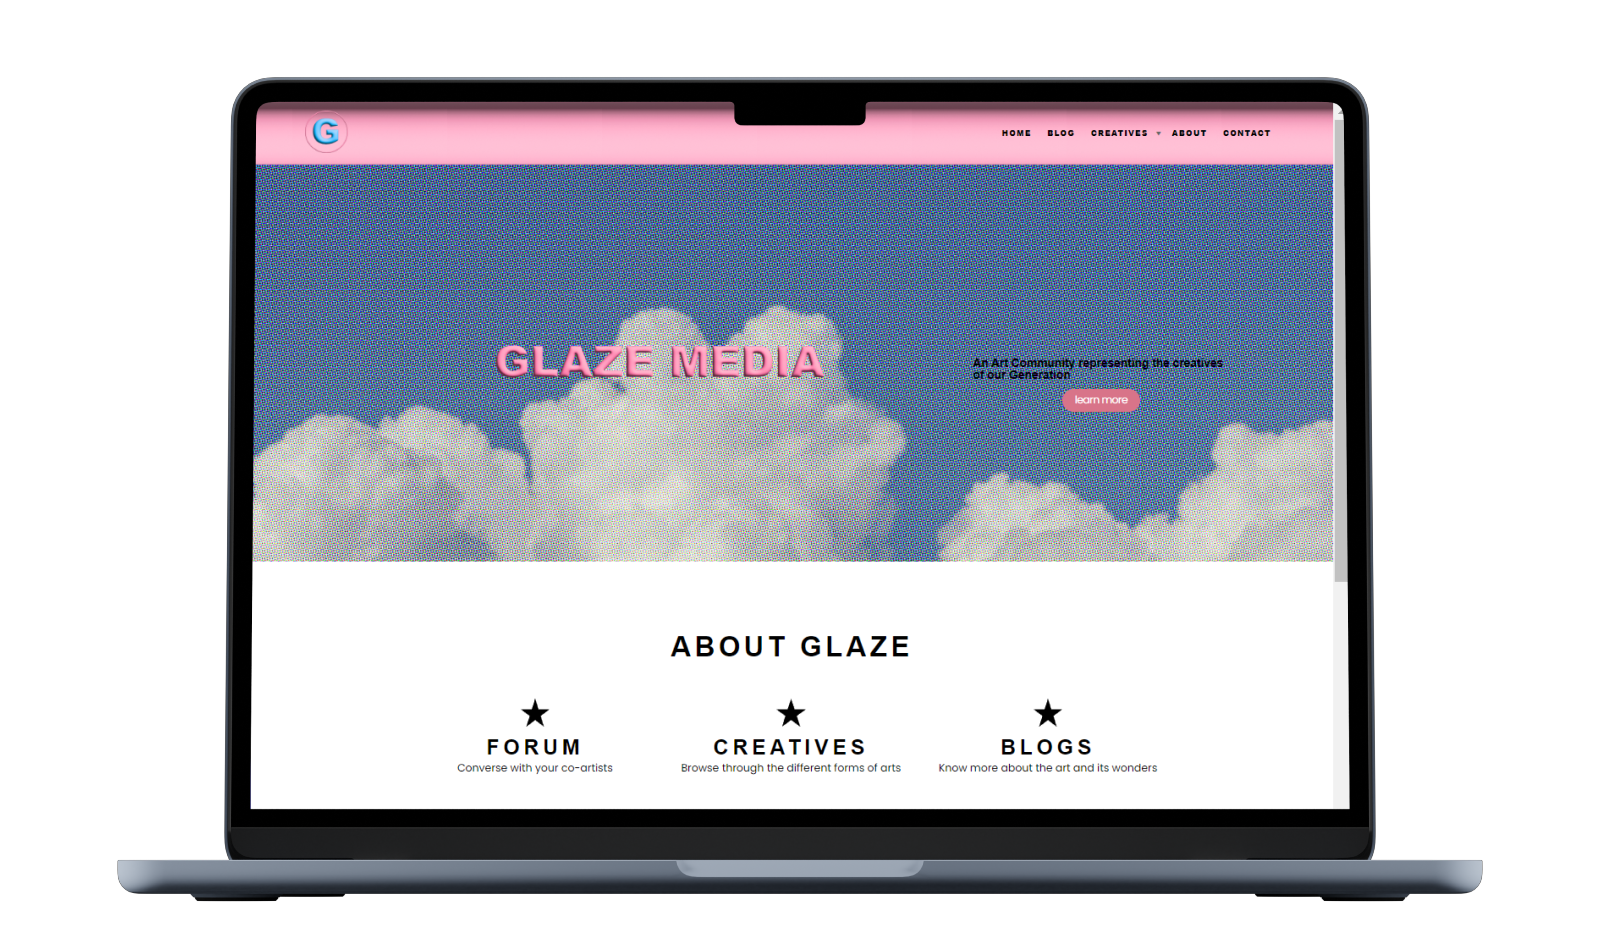 G
HOME BLOG CREATIVES ABOUT CONTACT
GLAZE MEDIA
An Art Community representing the creatives
of our Generation
learn more
ABOUT GLAZE
FORUM
Converse with your co-artists
CREATIVES
Browse through the different forms of arts
BLOGS
Know more about the art and its wonders